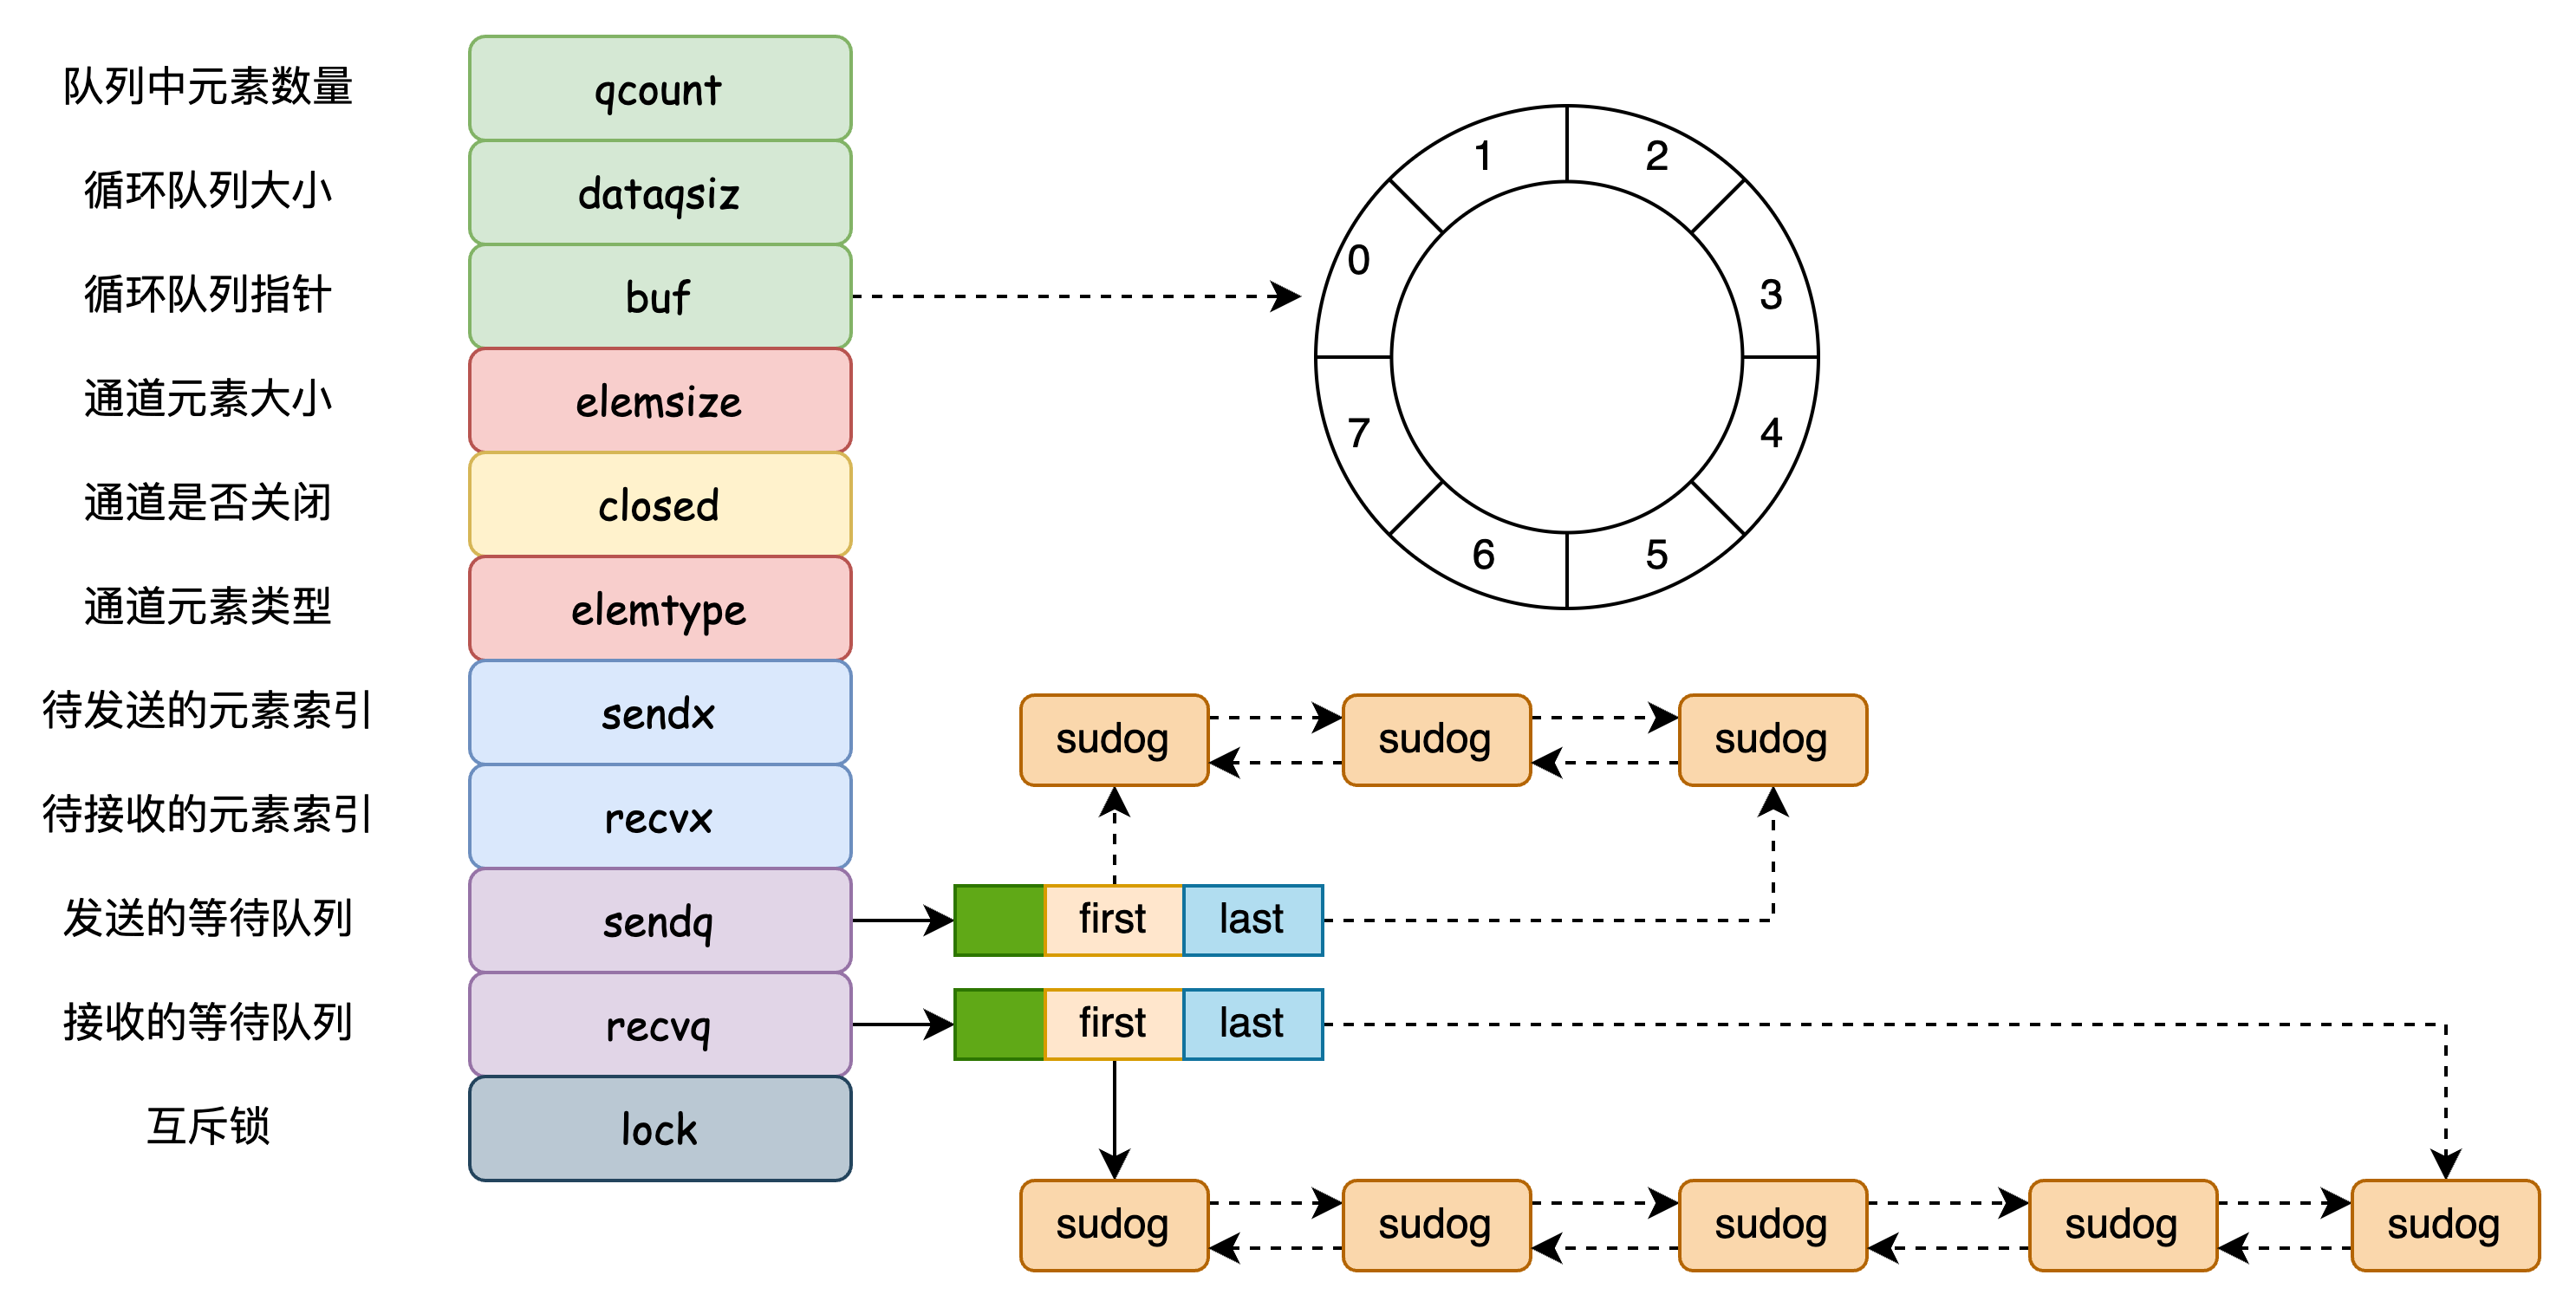 队列中元素数量
qcount
循环队列大小
dataqsiz
循环队列指针
buf
通道元素大小
elemsize
通道是否关闭
closed
通道元素类型
elemtype
待发送的元素索引
sendx
待接收的元素索引
recvx
发送的等待队列
sendq
接收的等待队列
recvq
互斥锁
lock
0
1
2
3
4
5
6
7
sudog
sudog
sudog
first
last
first
last
sudog
sudog
sudog
sudog
sudog